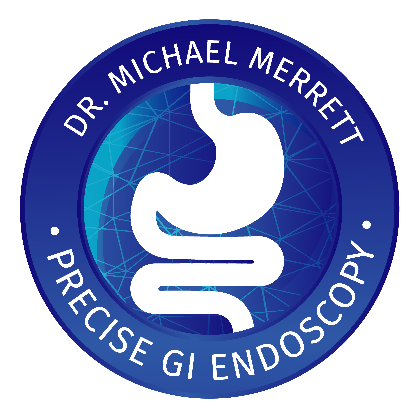 DR. MICHAEL MERRETT
• PRECISE GI ENDOSCOPY •